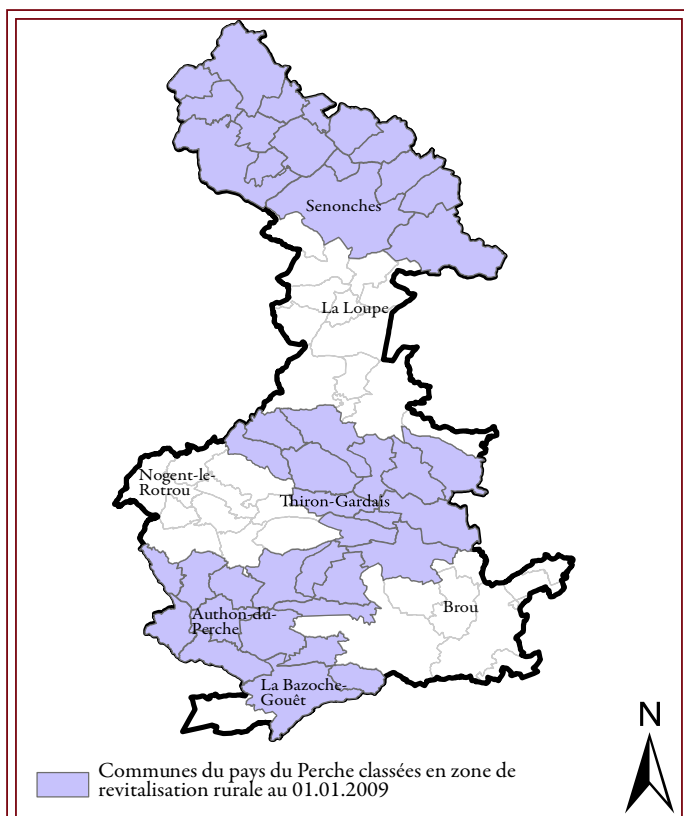 Senonches
La Loupe
Nogent-le-
Rotrou
Thiron-Gardais
Brou
Authon-du-
Perche
La Bazoche-
Gouêt
N
Communes du pays du Perche classées en zone de
revitalisation rurale au 01.01.2009